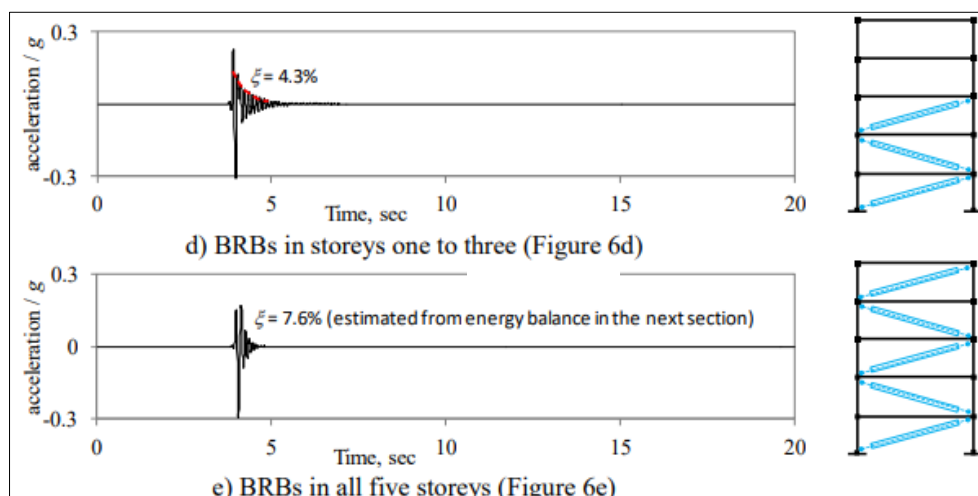 0.3
acceleration / g
ξ = 4.3%
-0.3
0 5 10 15 20
Time, sec
d) BRBs in storeys one to three (Figure 6d)
0.3
acceleration / g
ξ = 7.6% (estimated from energy balance in the next section)
0
-0.3
0 5 10 15 20
Time, sec
e) BRBs in all five storeys (Figure 6e)